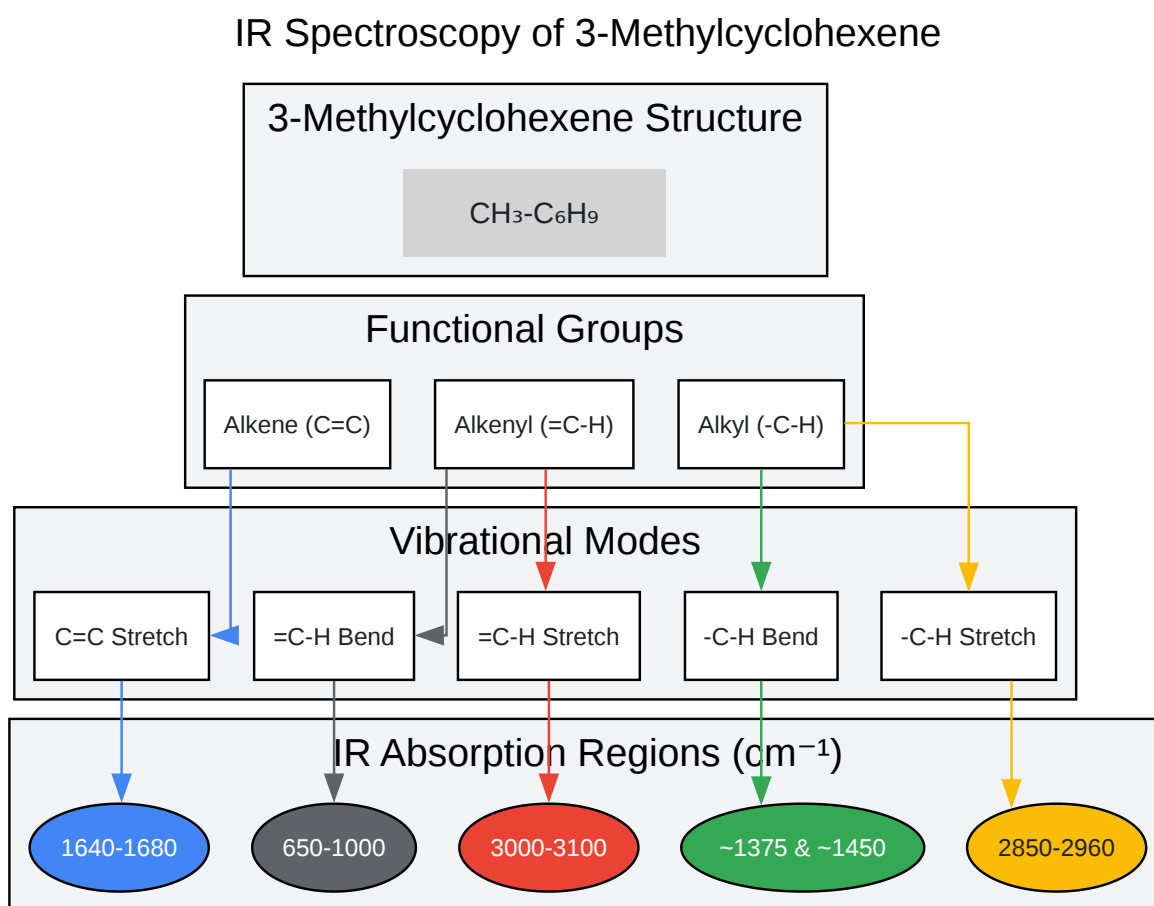 IR Spectroscopy of 3-Methylcyclohexene
3-Methylcyclohexene Structure
CH₃-C₆H₉
Functional Groups
Alkene (C=C)
Alkenyl (=C-H)
Alkyl (-C-H)
Vibrational Modes
C=C Stretch
=C-H Bend
=C-H Stretch
-C-H Bend
-C-H Stretch
IR Absorption Regions (cm⁻¹)
1640-1680
650-1000
3000-3100
~1375 & ~1450
2850-2960